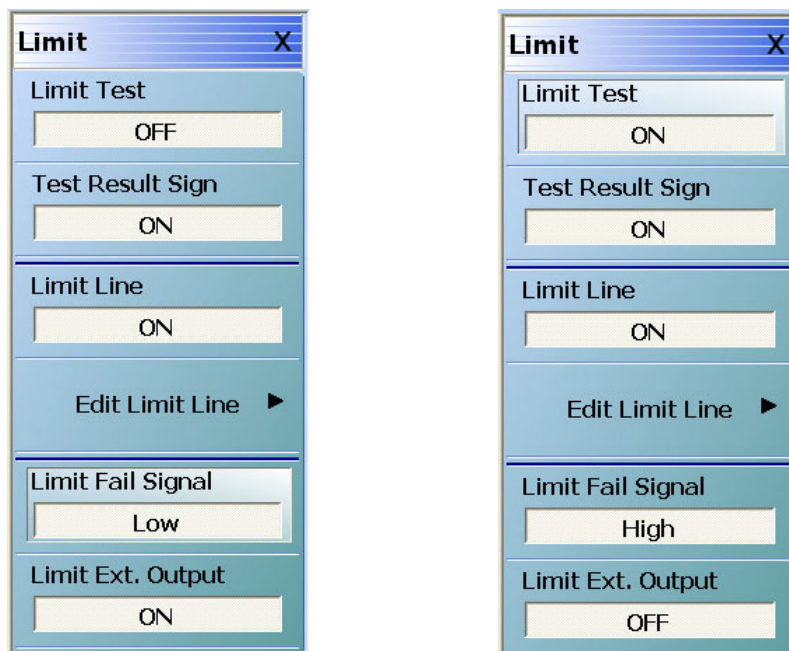 Limit X
Limit Test
OFF
Test Result Sign
ON
Limit Line
ON
Edit Limit Line ▶
Limit Fail Signal
Low
Limit Ext. Output
ON
Limit X
Limit Test
ON
Test Result Sign
ON
Limit Line
ON
Edit Limit Line ▶
Limit Fail Signal
High
Limit Ext. Output
OFF